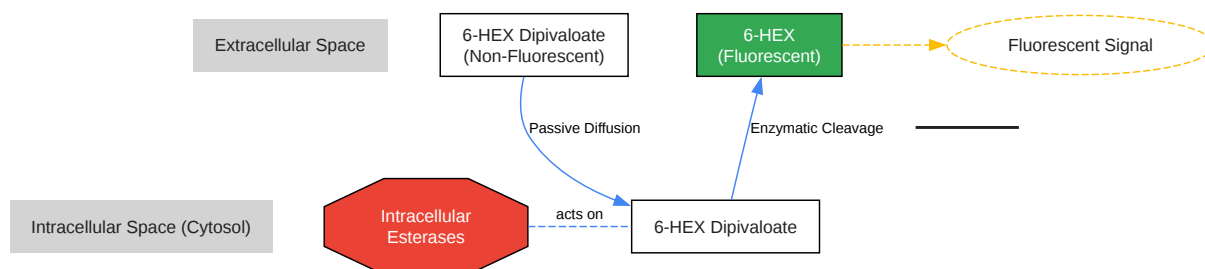 Extracellular Space
6-HEX Dipivaloate
(Non-Fluorescent)
6-HEX
(Fluorescent)
Fluorescent Signal
Passive Diffusion
Enzymatic Cleavage
Intracellular Space (Cytosol)
Intracellular
Esterases
acts on
6-HEX Dipivaloate